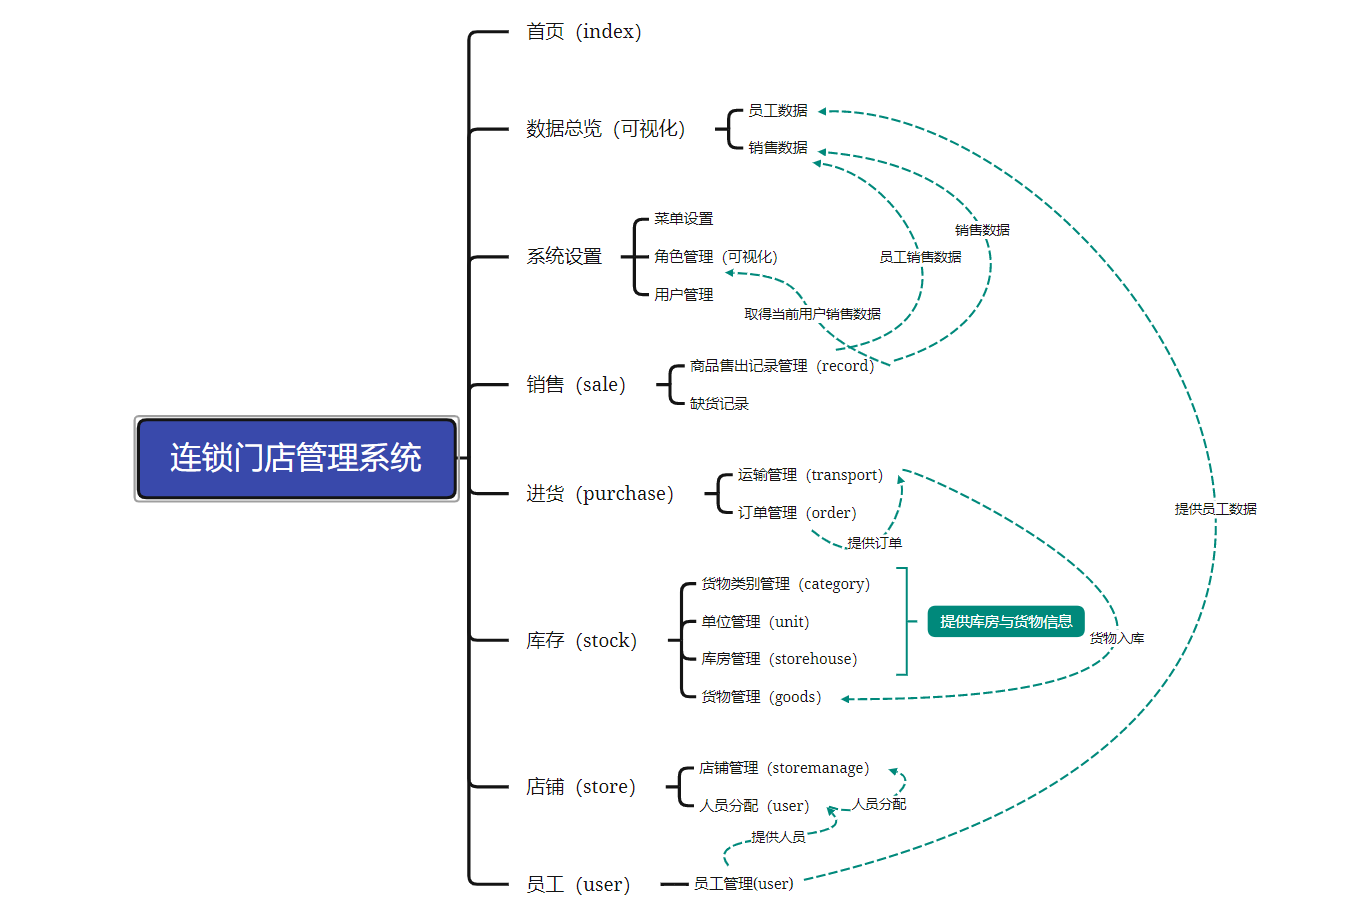 首页（index）
数据总览（可视化）
员工数据
销售数据
系统设置
菜单设置
角色管理（可视化）
用户管理
销售数据
员工销售数据
取得当前用户销售数据
销售（sale）
商品售出记录管理（record）
缺货记录
连锁门店管理系统
进货（purchase）
运输管理（transport）
订单管理（order）
提供订单
提供员工数据
库存（stock）
货物类别管理（category）
单位管理（unit）
库房管理（storehouse）
货物管理（goods）
提供库房与货物信息
货物入库
店铺（store）
店铺管理（storemanage）
人员分配（user）
人员分配
提供人员
员工（user）
员工管理(user)